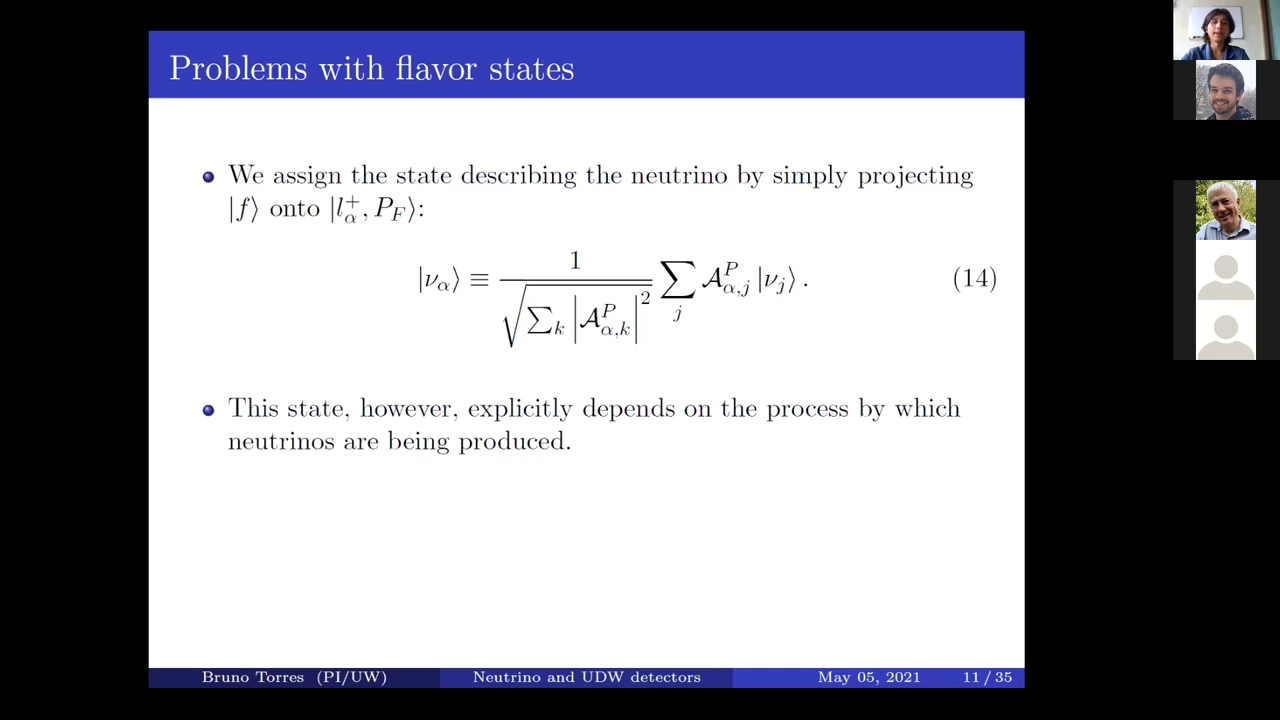 Problems with flavor states
We assign the state describing the neutrino by simply projecting
|f⟩ onto |l_α^+, P_F⟩:
|ν_α⟩ ≡ 1/√(∑_k |𝒜^P_{α,k}|^2) ∑_j 𝒜^P_{α,j} |ν_j⟩ . (14)
This state, however, explicitly depends on the process by which
neutrinos are being produced.
Bruno Torres (PI/UW) Neutrino and UDW detectors May 05, 2021 11 / 35